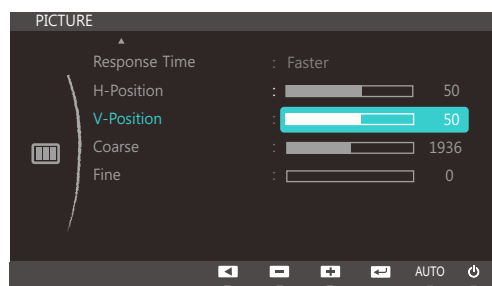 PICTURE
Response Time : Faster
H-Position : 50
V-Position : 50
Coarse : 1936
Fine : 0
AUTO